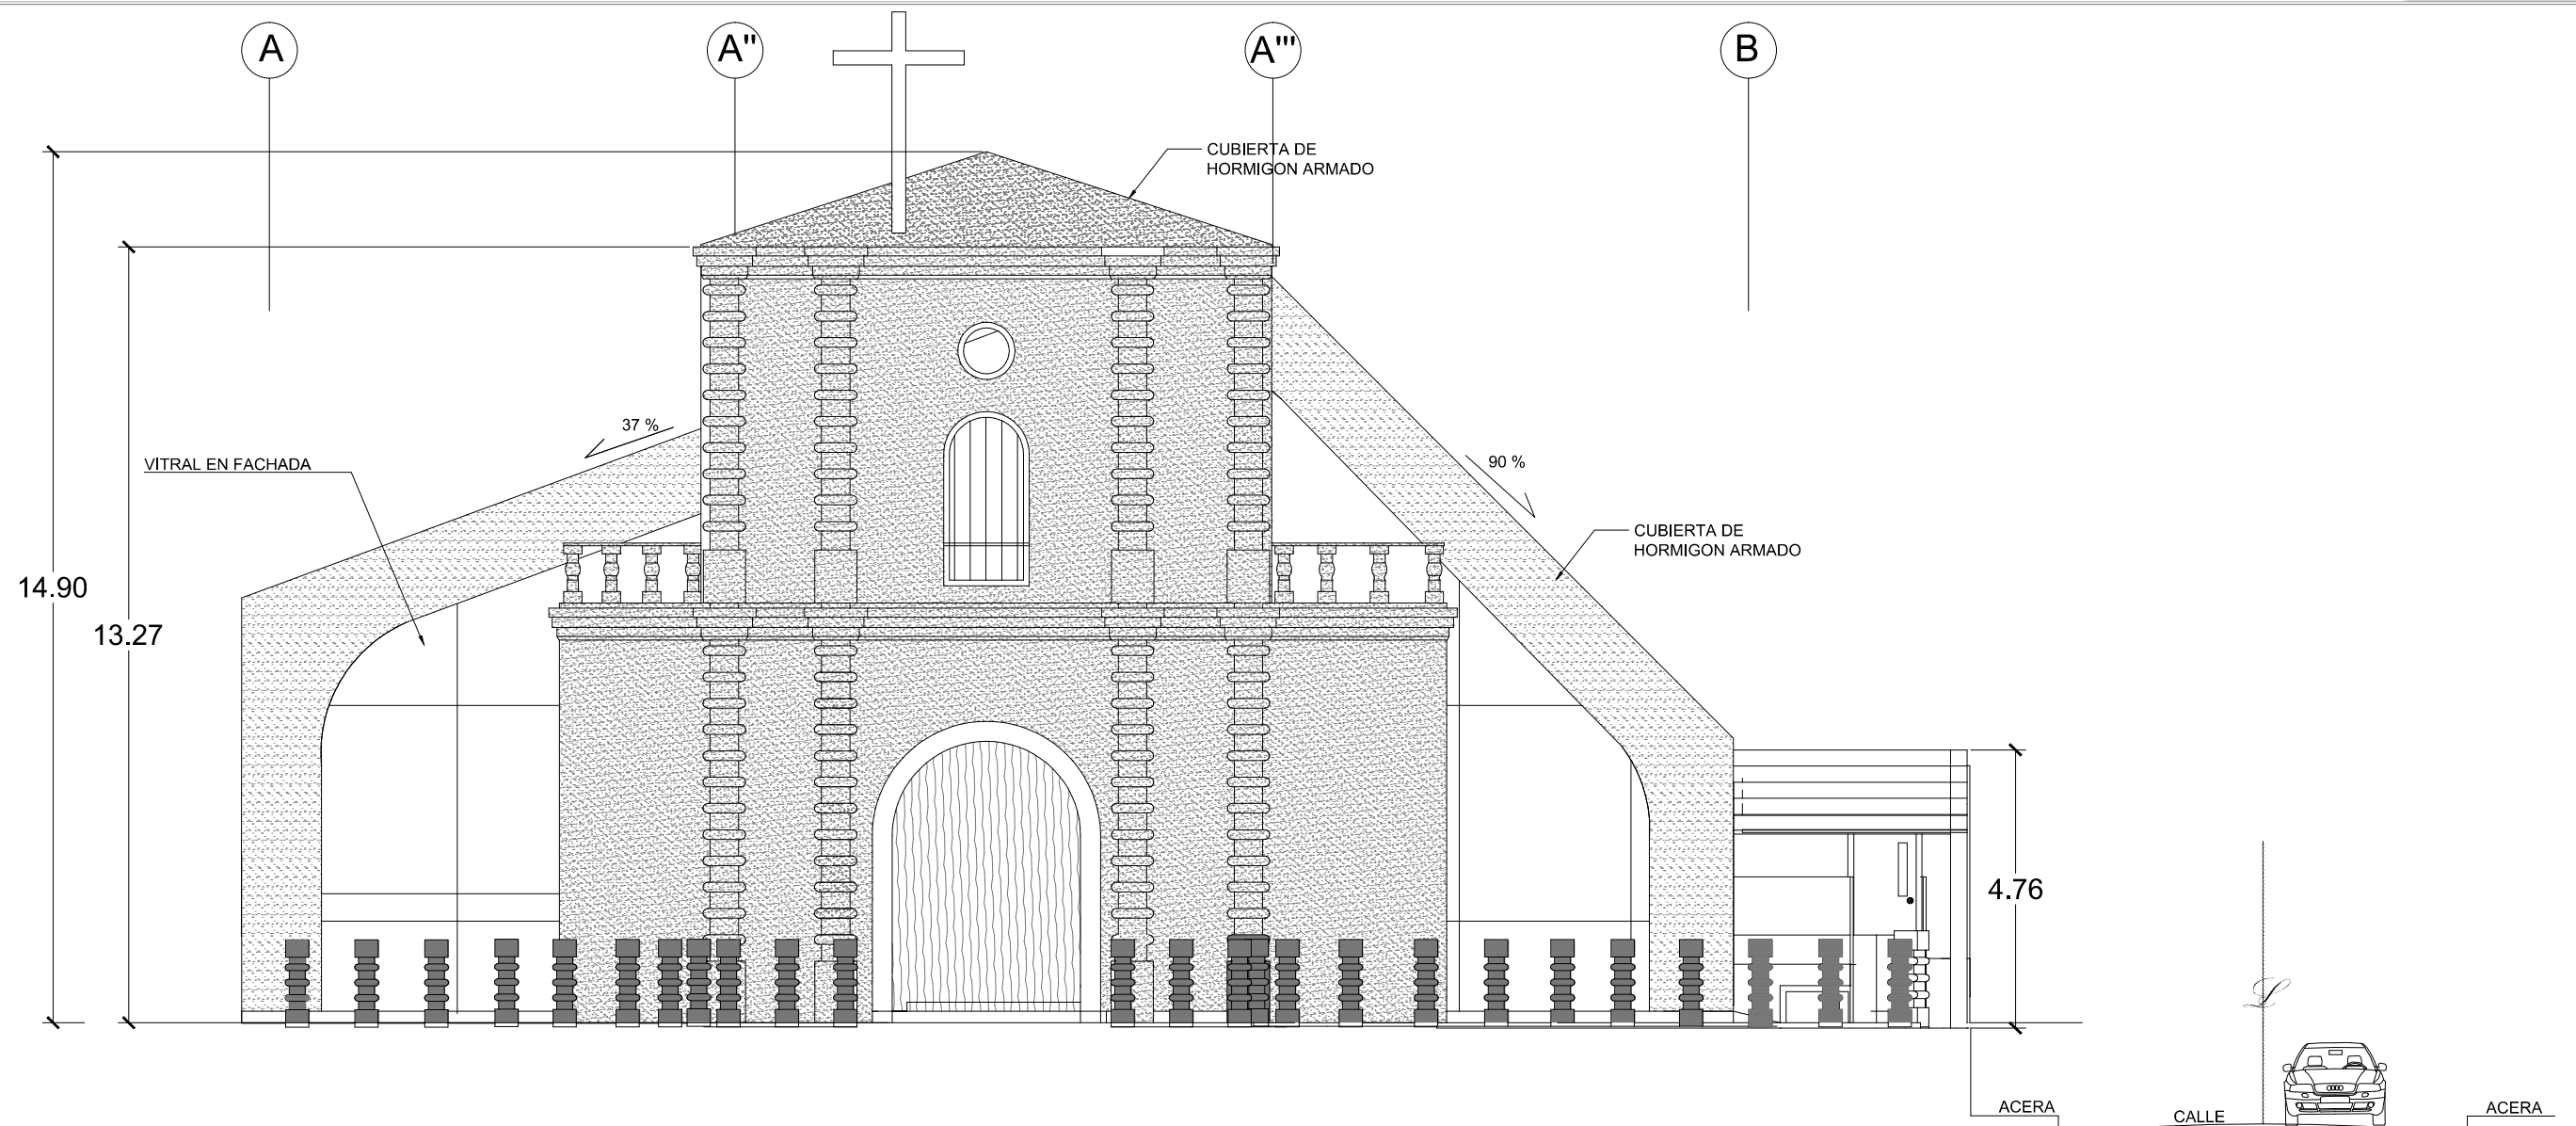 A
A''
A'''
B
CUBIERTA DE
HORMIGON ARMADO
37 %
VITRAL EN FACHADA
90 %
CUBIERTA DE
HORMIGON ARMADO
14.90
13.27
4.76
ACERA
CALLE
ACERA